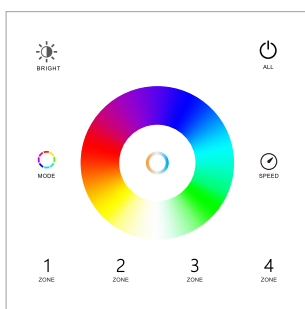 BRIGHT
ALL
MODE
SPEED
1 2 3 4
ZONE ZONE ZONE ZONE